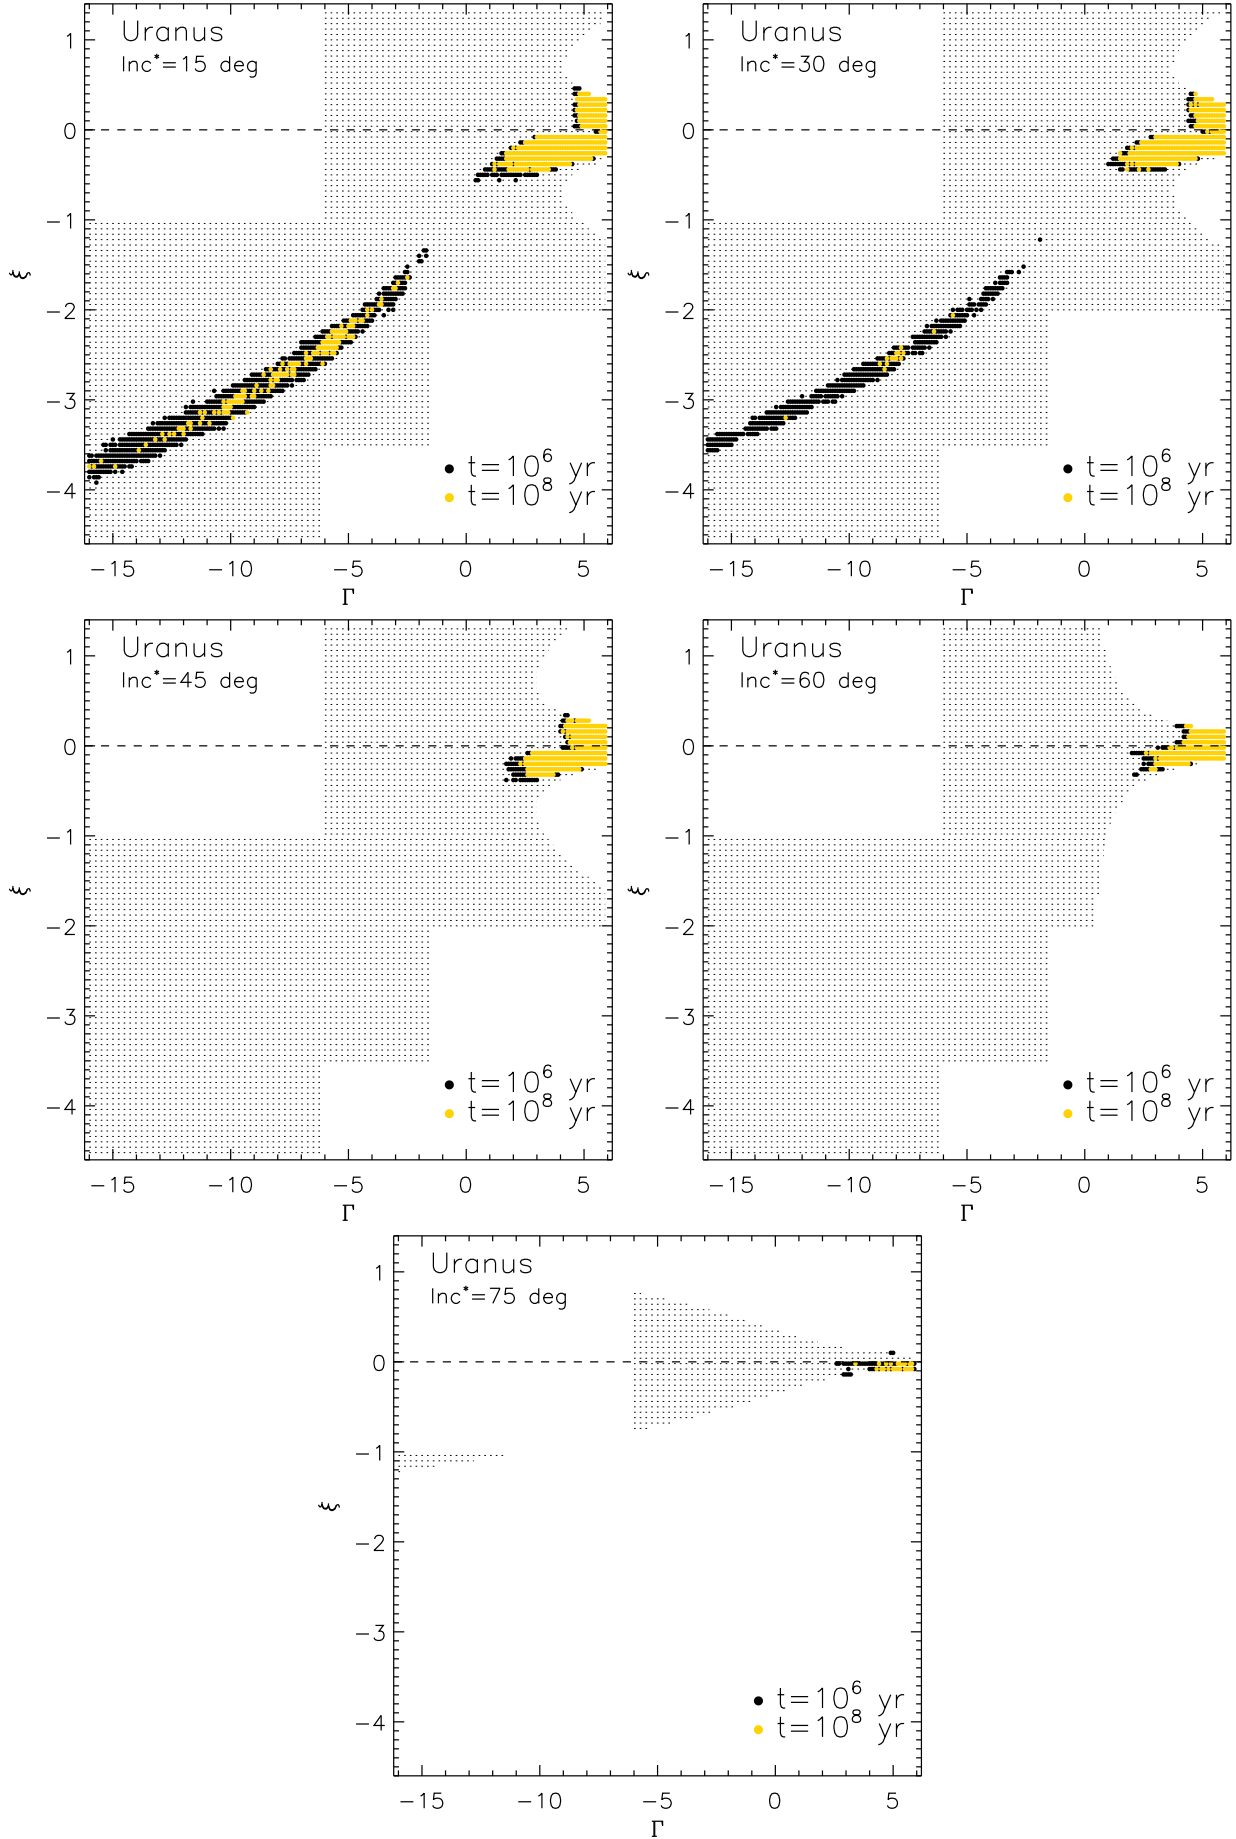 Uranus
Inc*=15 deg
1
0
−1
−2
−3
−4
ξ
t=10^6 yr
t=10^8 yr
−15 −10 −5 0 5
Γ
Uranus
Inc*=30 deg
1
0
−1
−2
−3
−4
ξ
t=10^6 yr
t=10^8 yr
−15 −10 −5 0 5
Γ
Uranus
Inc*=45 deg
1
0
−1
−2
−3
−4
ξ
t=10^6 yr
t=10^8 yr
−15 −10 −5 0 5
Γ
Uranus
Inc*=60 deg
1
0
−1
−2
−3
−4
ξ
t=10^6 yr
t=10^8 yr
−15 −10 −5 0 5
Γ
Uranus
Inc*=75 deg
1
0
−1
−2
−3
−4
ξ
t=10^6 yr
t=10^8 yr
−15 −10 −5 0 5
Γ